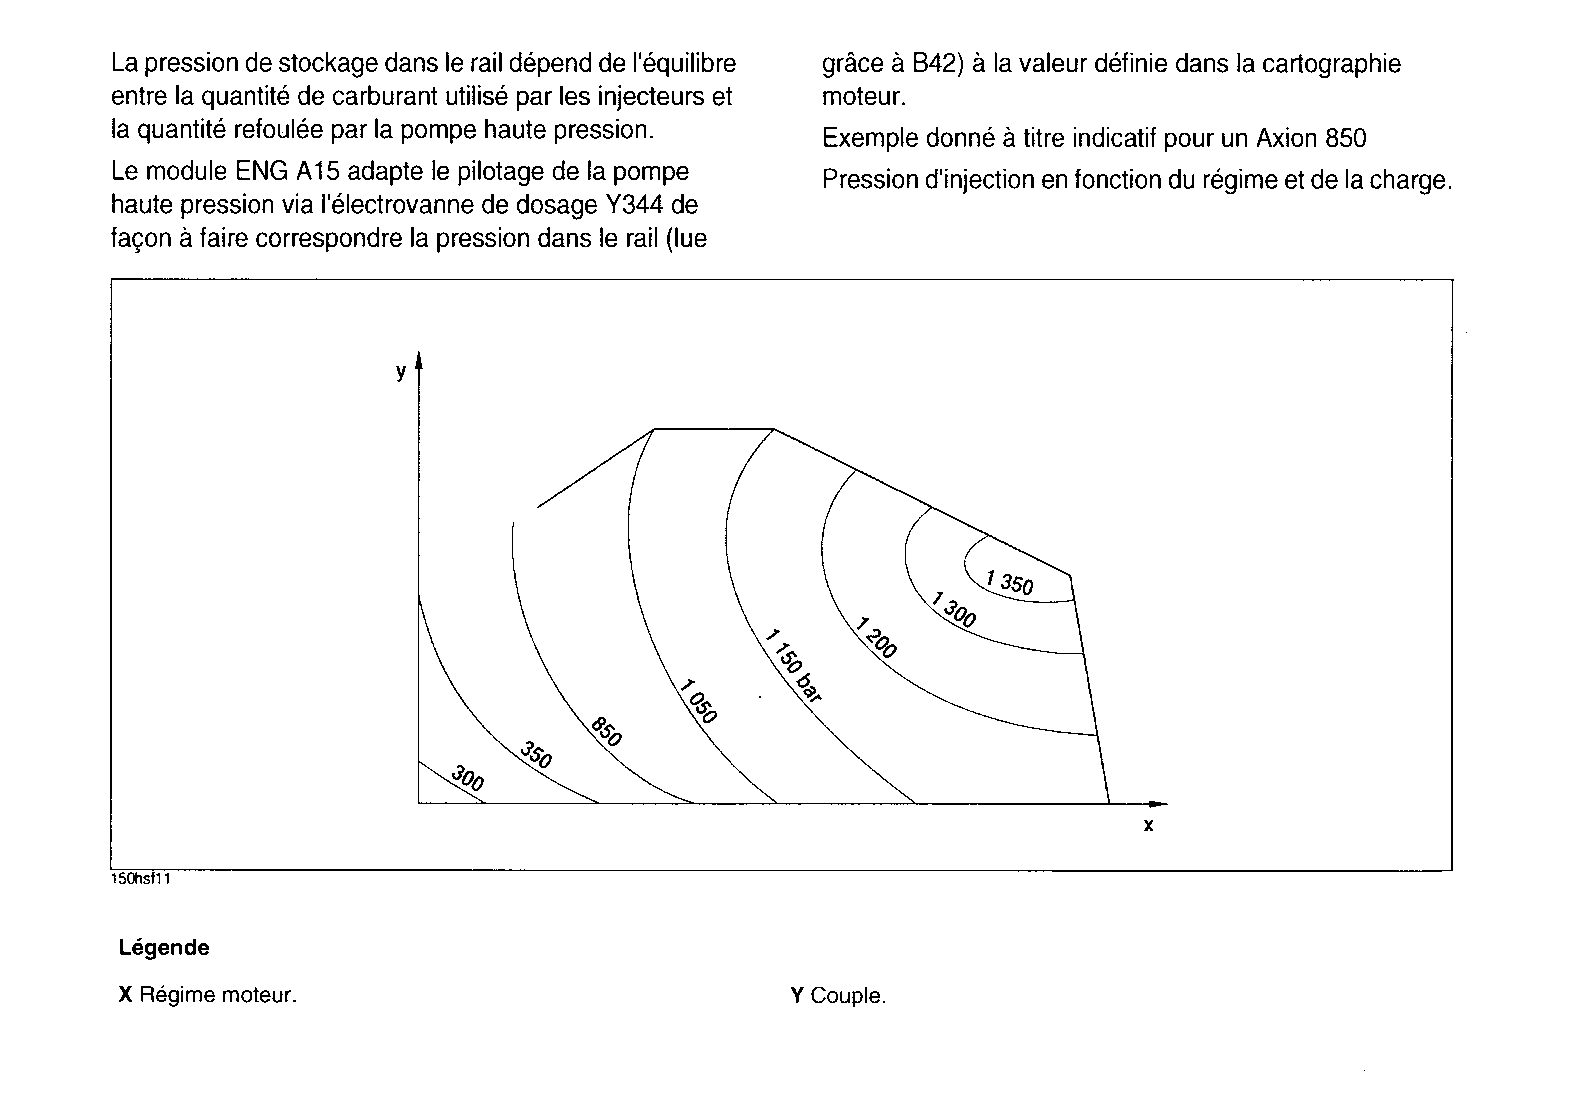 La pression de stockage dans le rail dépend de l'équilibre
entre la quantité de carburant utilisé par les injecteurs et
la quantité refoulée par la pompe haute pression.
Le module ENG A15 adapte le pilotage de la pompe
haute pression via l'électrovanne de dosage Y344 de
façon à faire correspondre la pression dans le rail (lue
grâce à B42) à la valeur définie dans la cartographie
moteur.
Exemple donné à titre indicatif pour un Axion 850
Pression d'injection en fonction du régime et de la charge.
y
1 350
1 300
1 200
1 150 bar
1 050
850
350
300
x
150hsf11
Légende
X Régime moteur.
Y Couple.